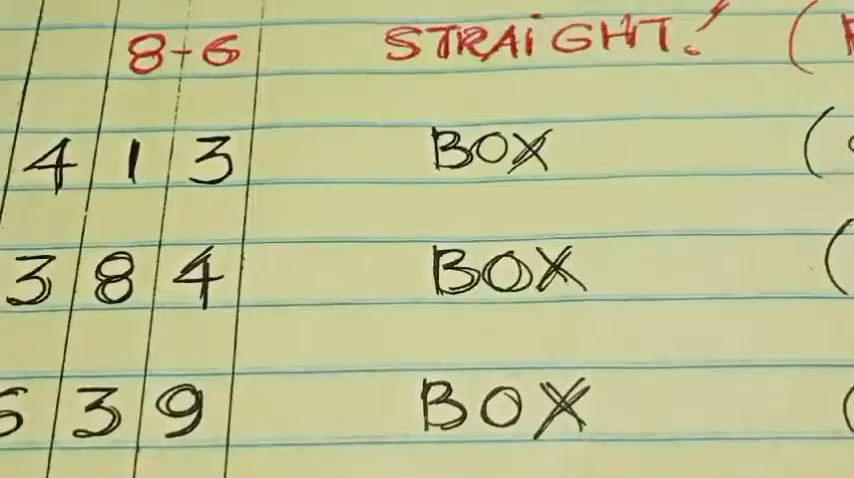 8-6 STRAIGHT! (
4 1 3 BOX (
3 8 4 BOX (
3 9 BOX (